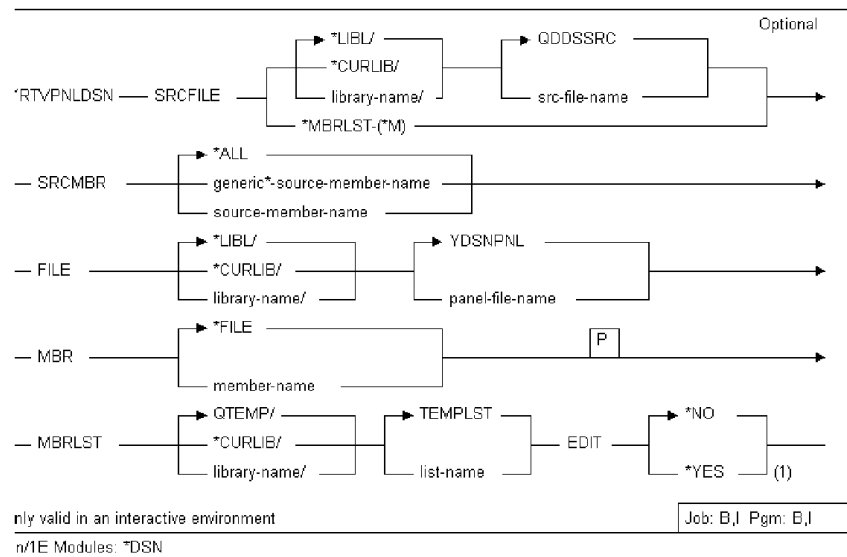 Optional
*LIBL/ QDDSSRC
*CURLIB/
'RTVPNLDSN SRCFILE library-name/ src-file-name
*MBRLST-(*M)
*ALL
SRCMBR generic*-source-member-name
source-member-name
*LIBL/ YDSNPNL
FILE *CURLIB/
library-name/ panel-file-name
*FILE P
MBR
member-name
QTEMP/ TEMPLST *NO
MBRLST *CURLIB/ EDIT
library-name/ list-name *YES (1)
nly valid in an interactive environment Job: B,I Pgm: B,I
n/1E Modules: *DSN